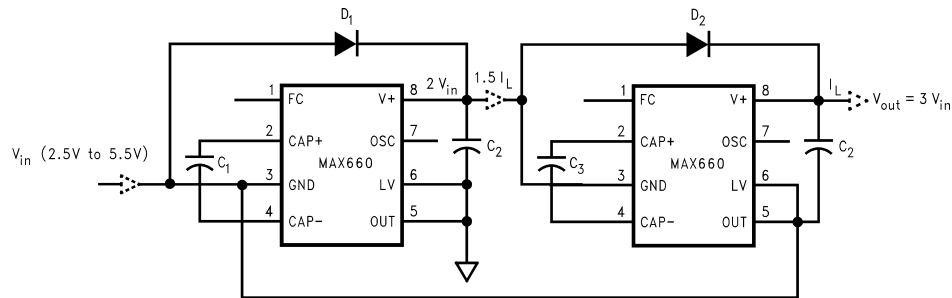 D1
D2
Vin (2.5V to 5.5V)
1
FC
V+
8
2 Vin
2
CAP+
OSC
7
C1
MAX660
C2
3
GND
LV
6
4
CAP-
OUT
5
1.5 IL
1
FC
V+
8
IL
Vout = 3 Vin
2
CAP+
OSC
7
C3
MAX660
C2
3
GND
LV
6
4
CAP-
OUT
5